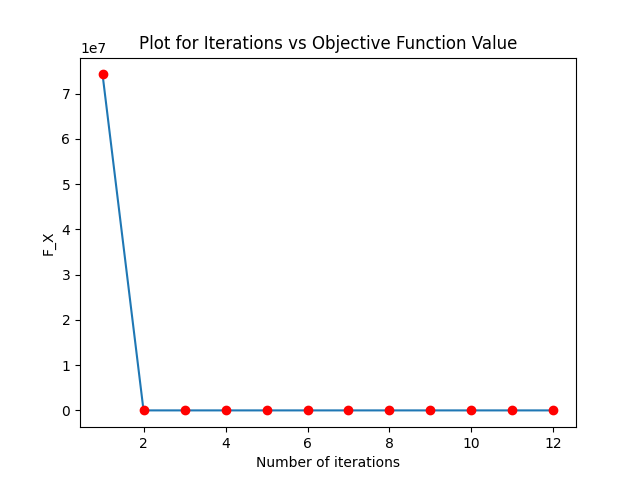 Plot for Iterations vs Objective Function Value
1e7
7
6
5
4
3
2
1
0
F_X
2 4 6 8 10 12
Number of iterations